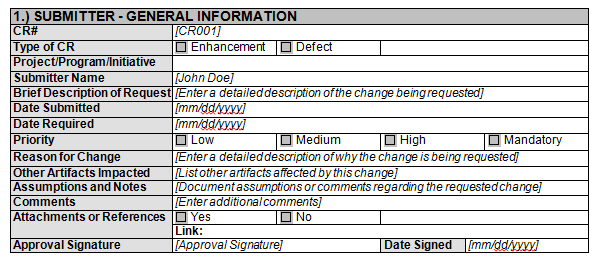 1.) SUBMITTER - GENERAL INFORMATION
CR# [CR001]
Type of CR Enhancement Defect
Project/Program/Initiative
Submitter Name [John Doe]
Brief Description of Request [Enter a detailed description of the change being requested]
Date Submitted [mm/dd/yyyy]
Date Required [mm/dd/yyyy]
Priority Low Medium High Mandatory
Reason for Change [Enter a detailed description of why the change is being requested]
Other Artifacts Impacted [List other artifacts affected by this change]
Assumptions and Notes [Document assumptions or comments regarding the requested change]
Comments [Enter additional comments]
Attachments or References Yes No
Link:
Approval Signature [Approval Signature] Date Signed [mm/dd/yyyy]